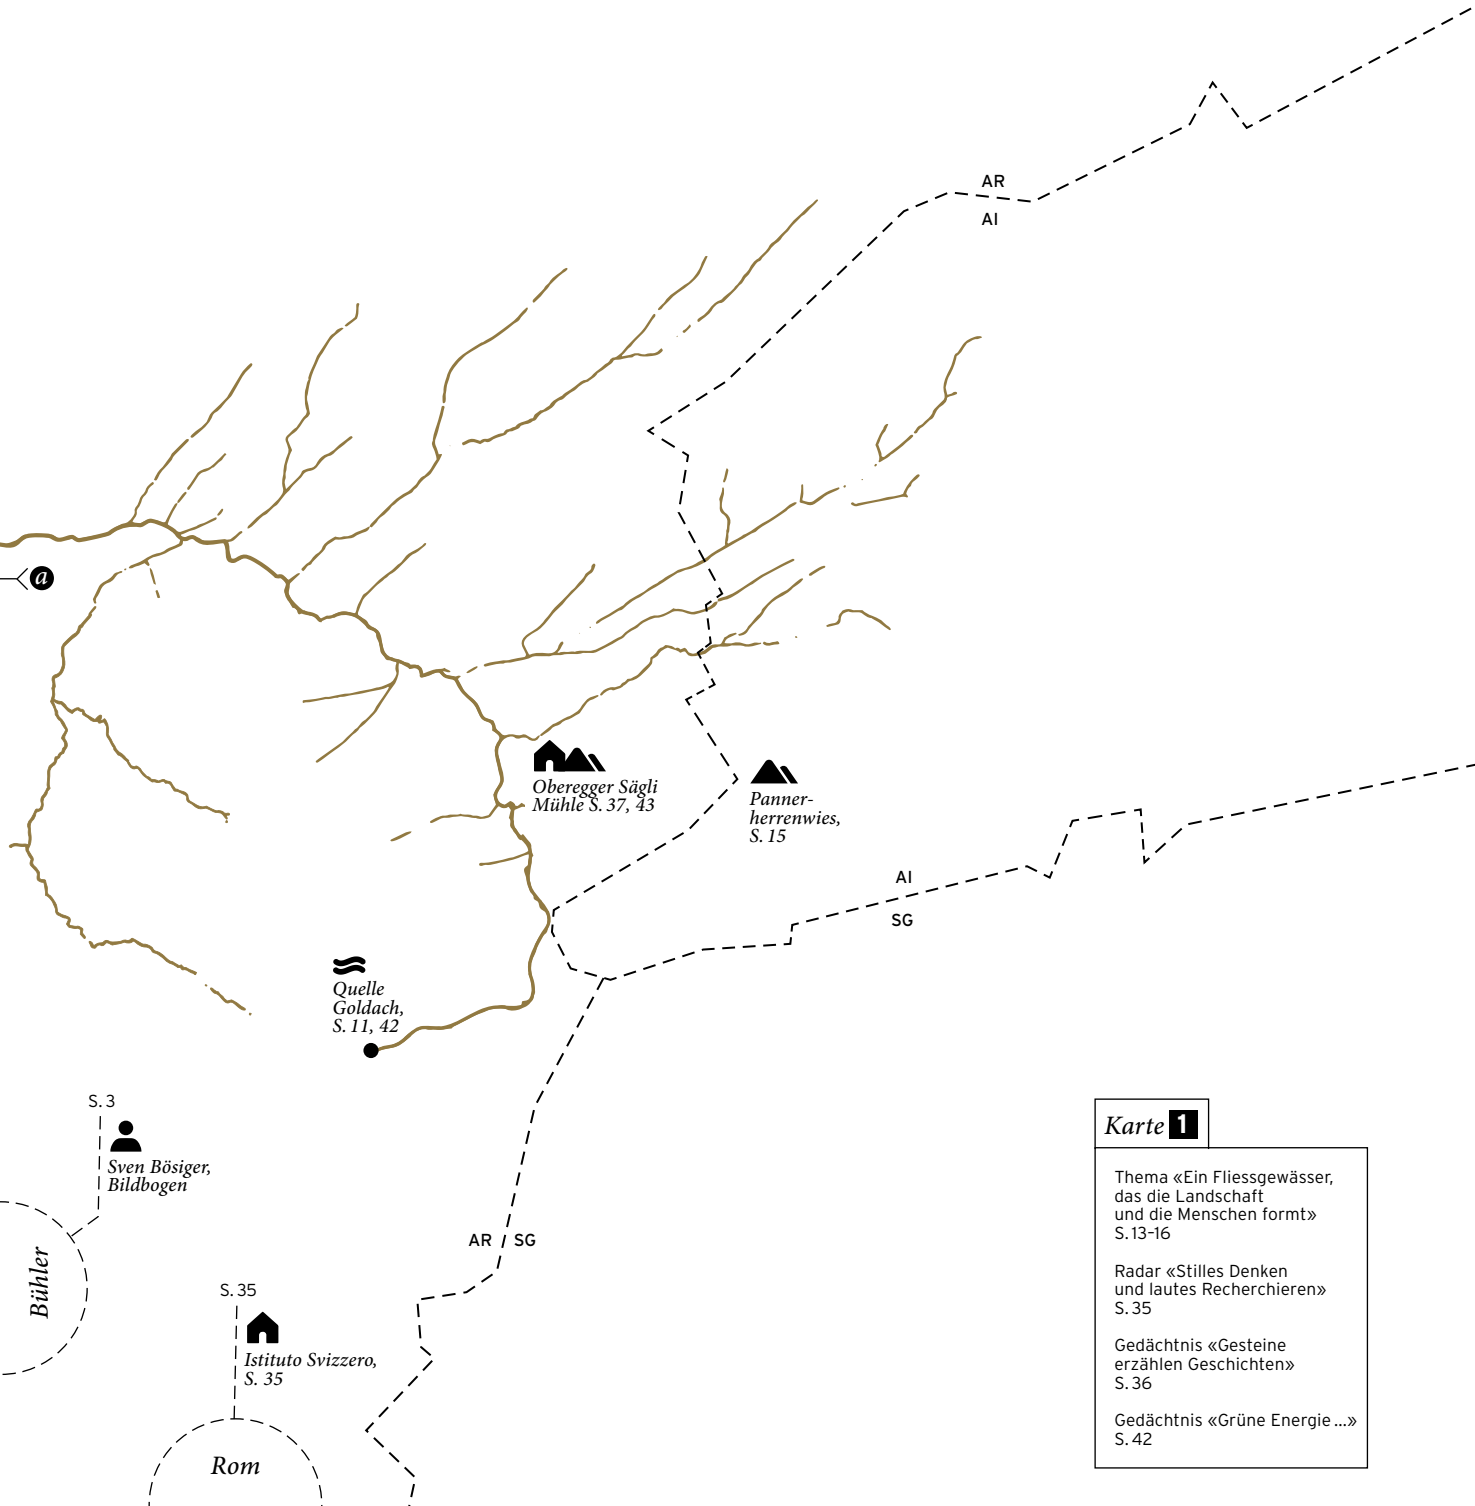 AR
AI
a
Oberegger Sägli
Mühle S. 37, 43
Panner-
herrenwies,
S. 15
AI
SG
Quelle
Goldach,
S. 11, 42
S. 3
Sven Bösiger,
Bildbogen
Bühler
AR
SG
S. 35
Istituto Svizzero,
S. 35
Rom
Karte 1
Thema «Ein Fliessgewässer,
das die Landschaft
und die Menschen formt»
S. 13-16
Radar «Stilles Denken
und lautes Recherchieren»
S. 35
Gedächtnis «Gesteine
erzählen Geschichten»
S. 36
Gedächtnis «Grüne Energie ...»
S. 42